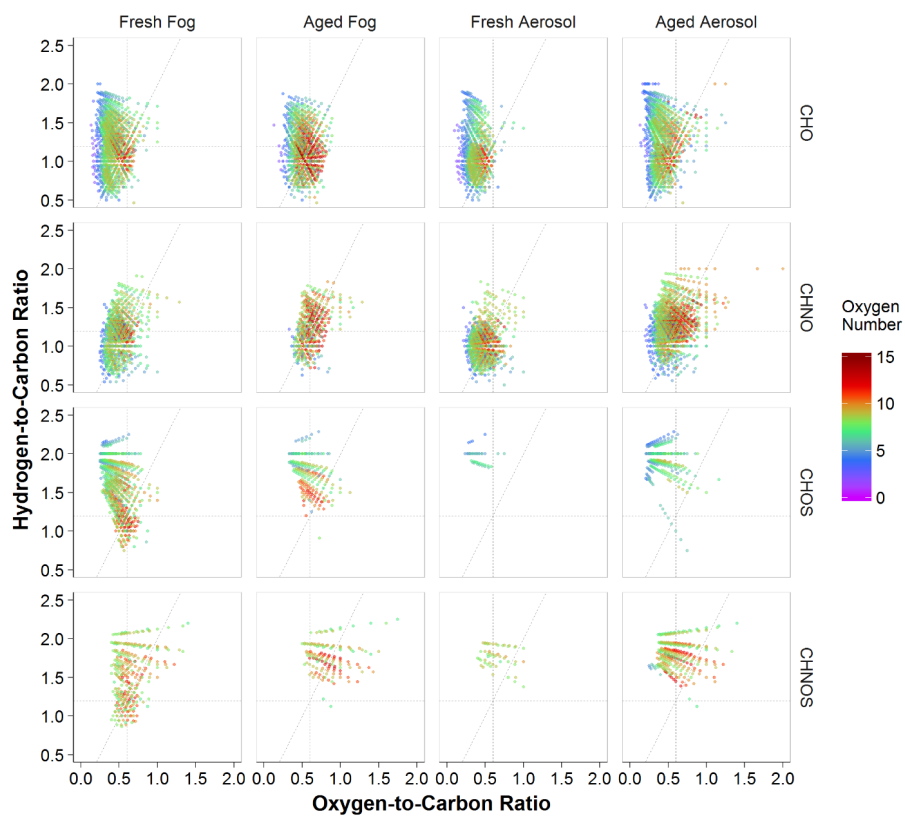 Fresh Fog Aged Fog Fresh Aerosol Aged Aerosol
2.5
2.0
1.5
1.0
0.5
CHO
2.5
2.0
1.5
1.0
0.5
CHNO
2.5
2.0
1.5
1.0
0.5
CHOS
2.5
2.0
1.5
1.0
0.5
CHNOS
Hydrogen-to-Carbon Ratio
0.0 0.5 1.0 1.5 2.0 0.0 0.5 1.0 1.5 2.0 0.0 0.5 1.0 1.5 2.0 0.0 0.5 1.0 1.5 2.0
Oxygen-to-Carbon Ratio
Oxygen
Number
15
10
5
0